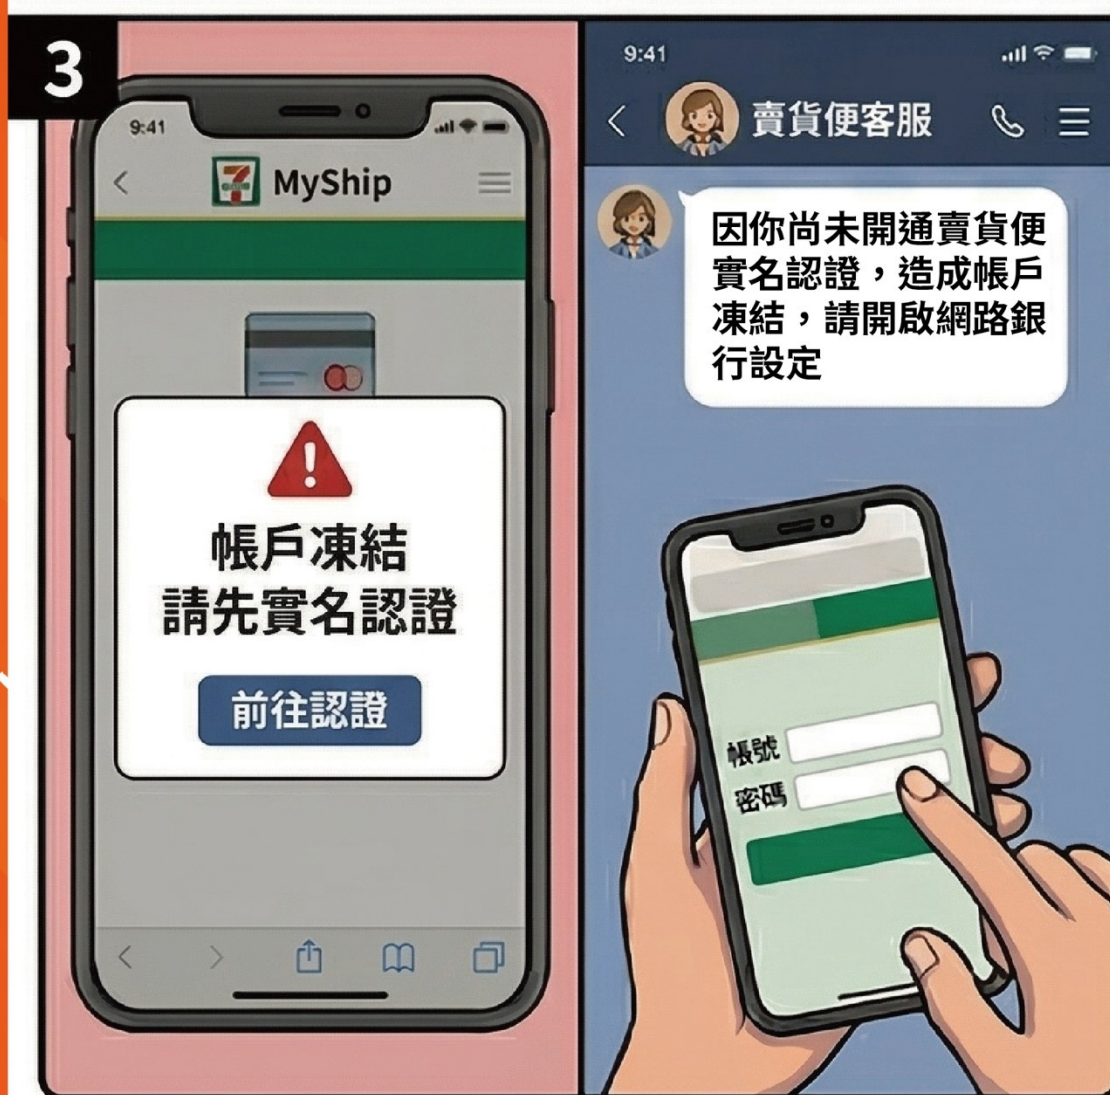 3
9:41
MyShip
帳戶凍結
請先實名認證
前往認證
9:41
賣貨便客服
因你尚未開通賣貨便
實名認證，造成帳戶
凍結，請開啟網路銀
行設定
帳號
密碼